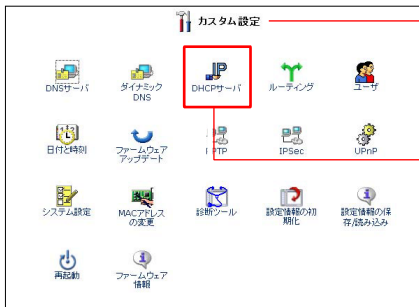 カスタム設定
DNSサーバ
ダイナミック
DNS
DHCPサーバ
ルーティング
ユーザ
日付と時刻
ファームウェア
アップデート
PPTP
IPSec
UPnP
システム設定
MACアドレス
の変更
診断ツール
設定情報の初
期化
設定情報の保
存/読み込み
再起動
ファームウェア
情報